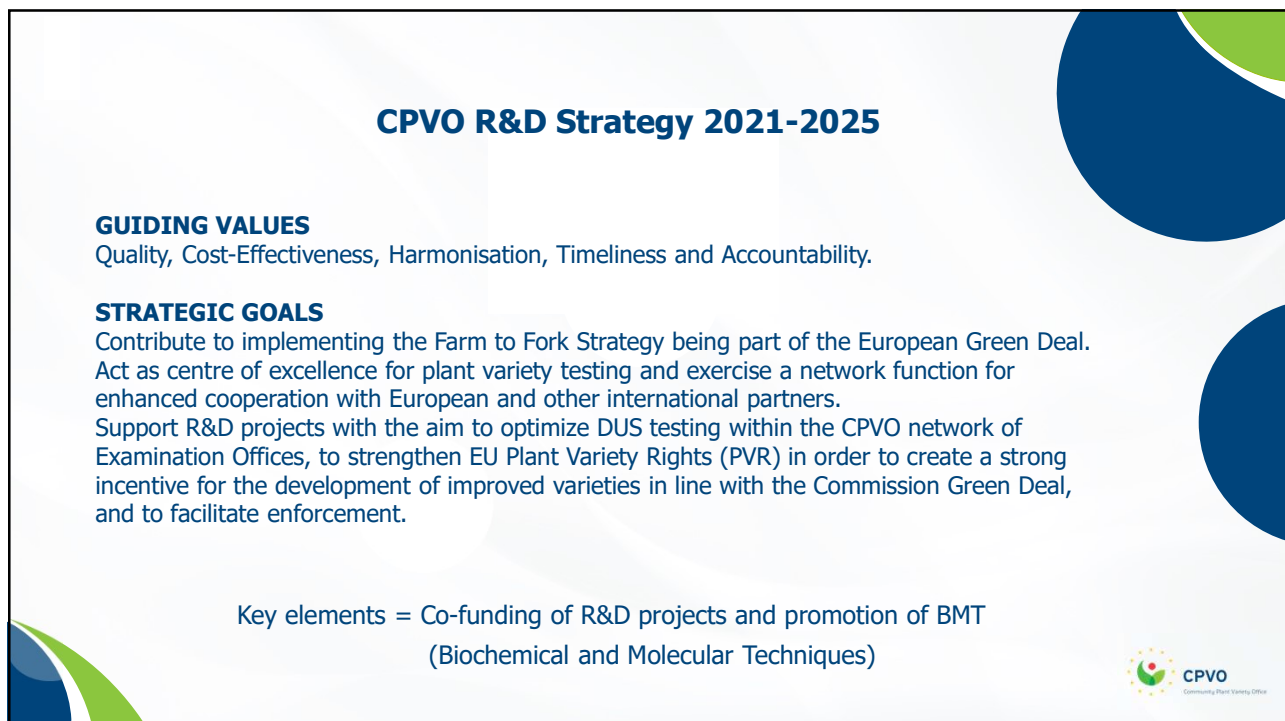 CPVO R&D Strategy 2021-2025
GUIDING VALUES
Quality, Cost-Effectiveness, Harmonisation, Timeliness and Accountability.
STRATEGIC GOALS
Contribute to implementing the Farm to Fork Strategy being part of the European Green Deal.
Act as centre of excellence for plant variety testing and exercise a network function for
enhanced cooperation with European and other international partners.
Support R&D projects with the aim to optimize DUS testing within the CPVO network of
Examination Offices, to strengthen EU Plant Variety Rights (PVR) in order to create a strong
incentive for the development of improved varieties in line with the Commission Green Deal,
and to facilitate enforcement.
Key elements = Co-funding of R&D projects and promotion of BMT
(Biochemical and Molecular Techniques)
CPVO
Community Plant Variety Office